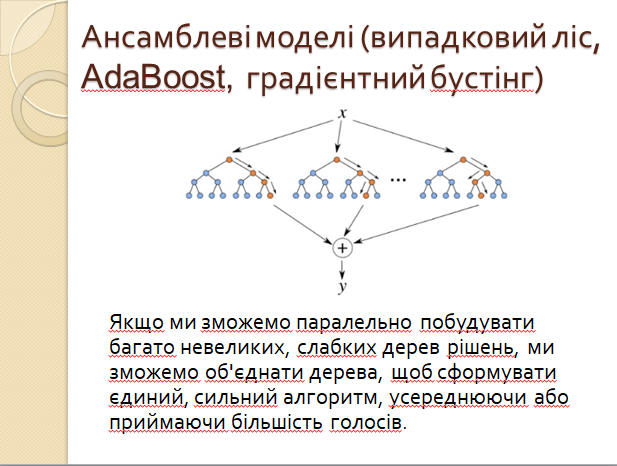 Ансамблеві моделі (випадковий ліс,
AdaBoost, градієнтний бустінг)
x
...
+
y
Якщо ми зможемо паралельно побудувати
багато невеликих, слабких дерев рішень, ми
зможемо об'єднати дерева, щоб сформувати
єдиний, сильний алгоритм, усереднюючи або
приймаючи більшість голосів.